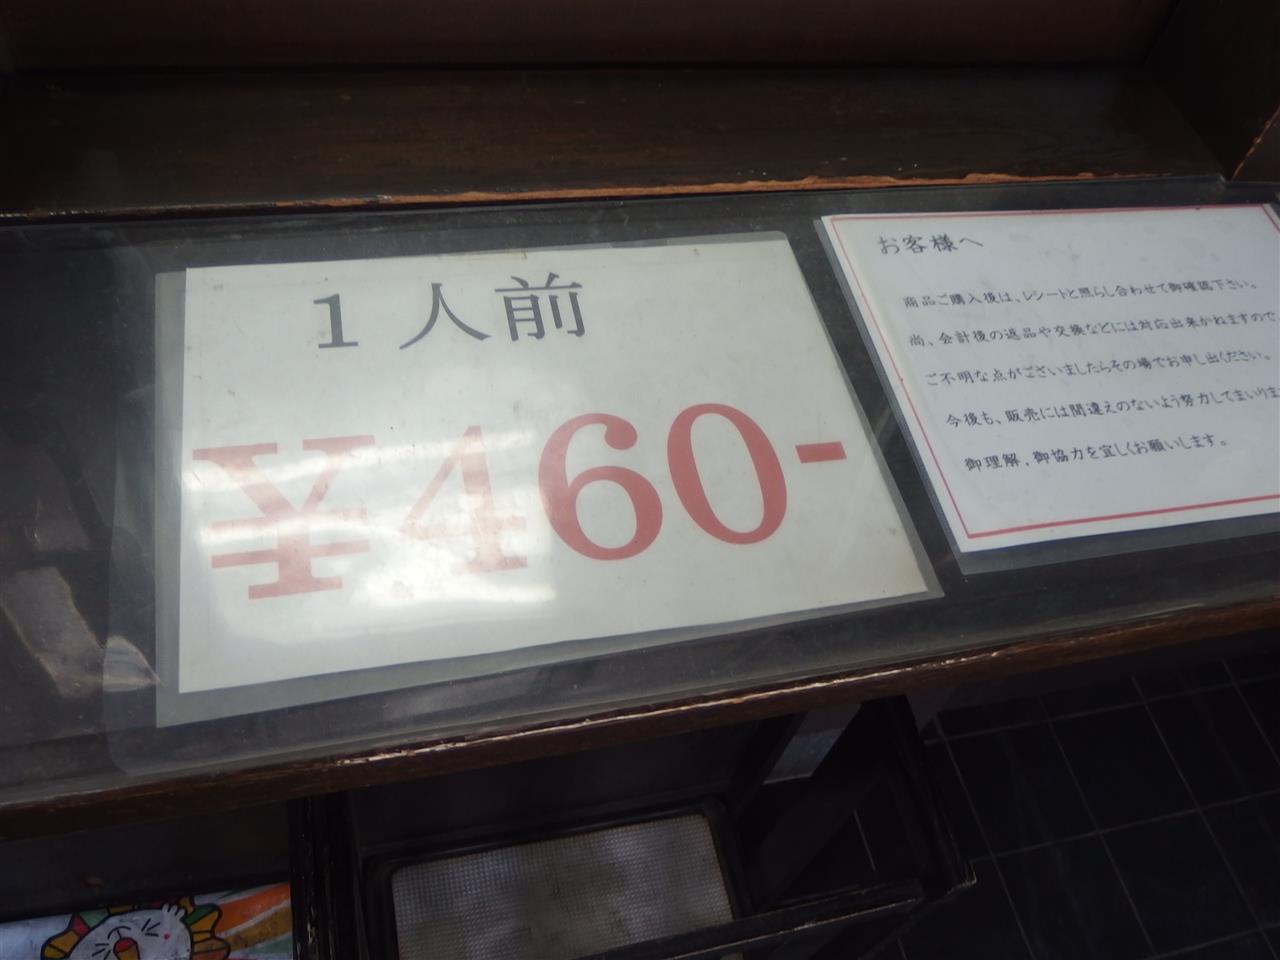 1人前
¥460-
お客様へ
商品ご購入後は、レシートと照らし合わせて御確認下さい。
尚、会計後の返品や交換などには対応出来かねますので
ご不明な点がございましたらその場でお申し出ください。
今後も、販売には間違えのないよう努力してまいりま
御理解、御協力を宜しくお願いします。